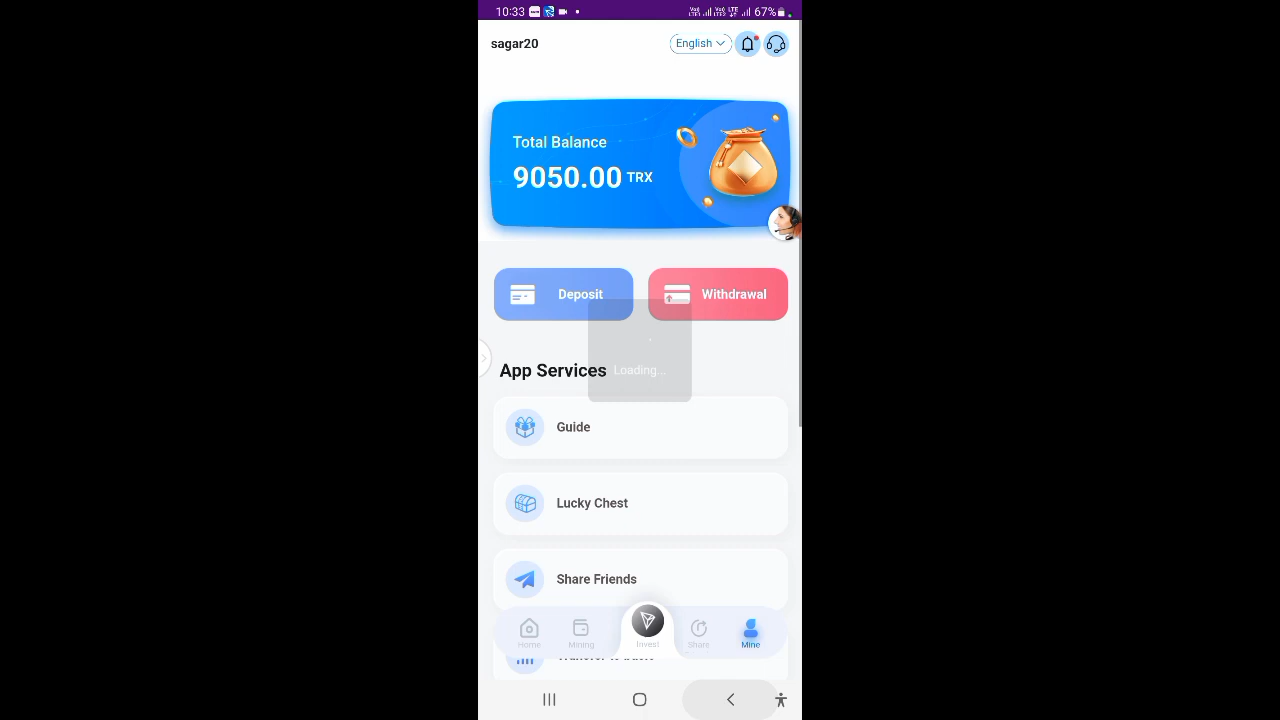 10:33
67%
sagar20
English
Total Balance
9050.00 TRX
Deposit
Withdrawal
App Services
Loading...
Guide
Lucky Chest
Share Friends
Home
Mining
Invest
Share
Mine